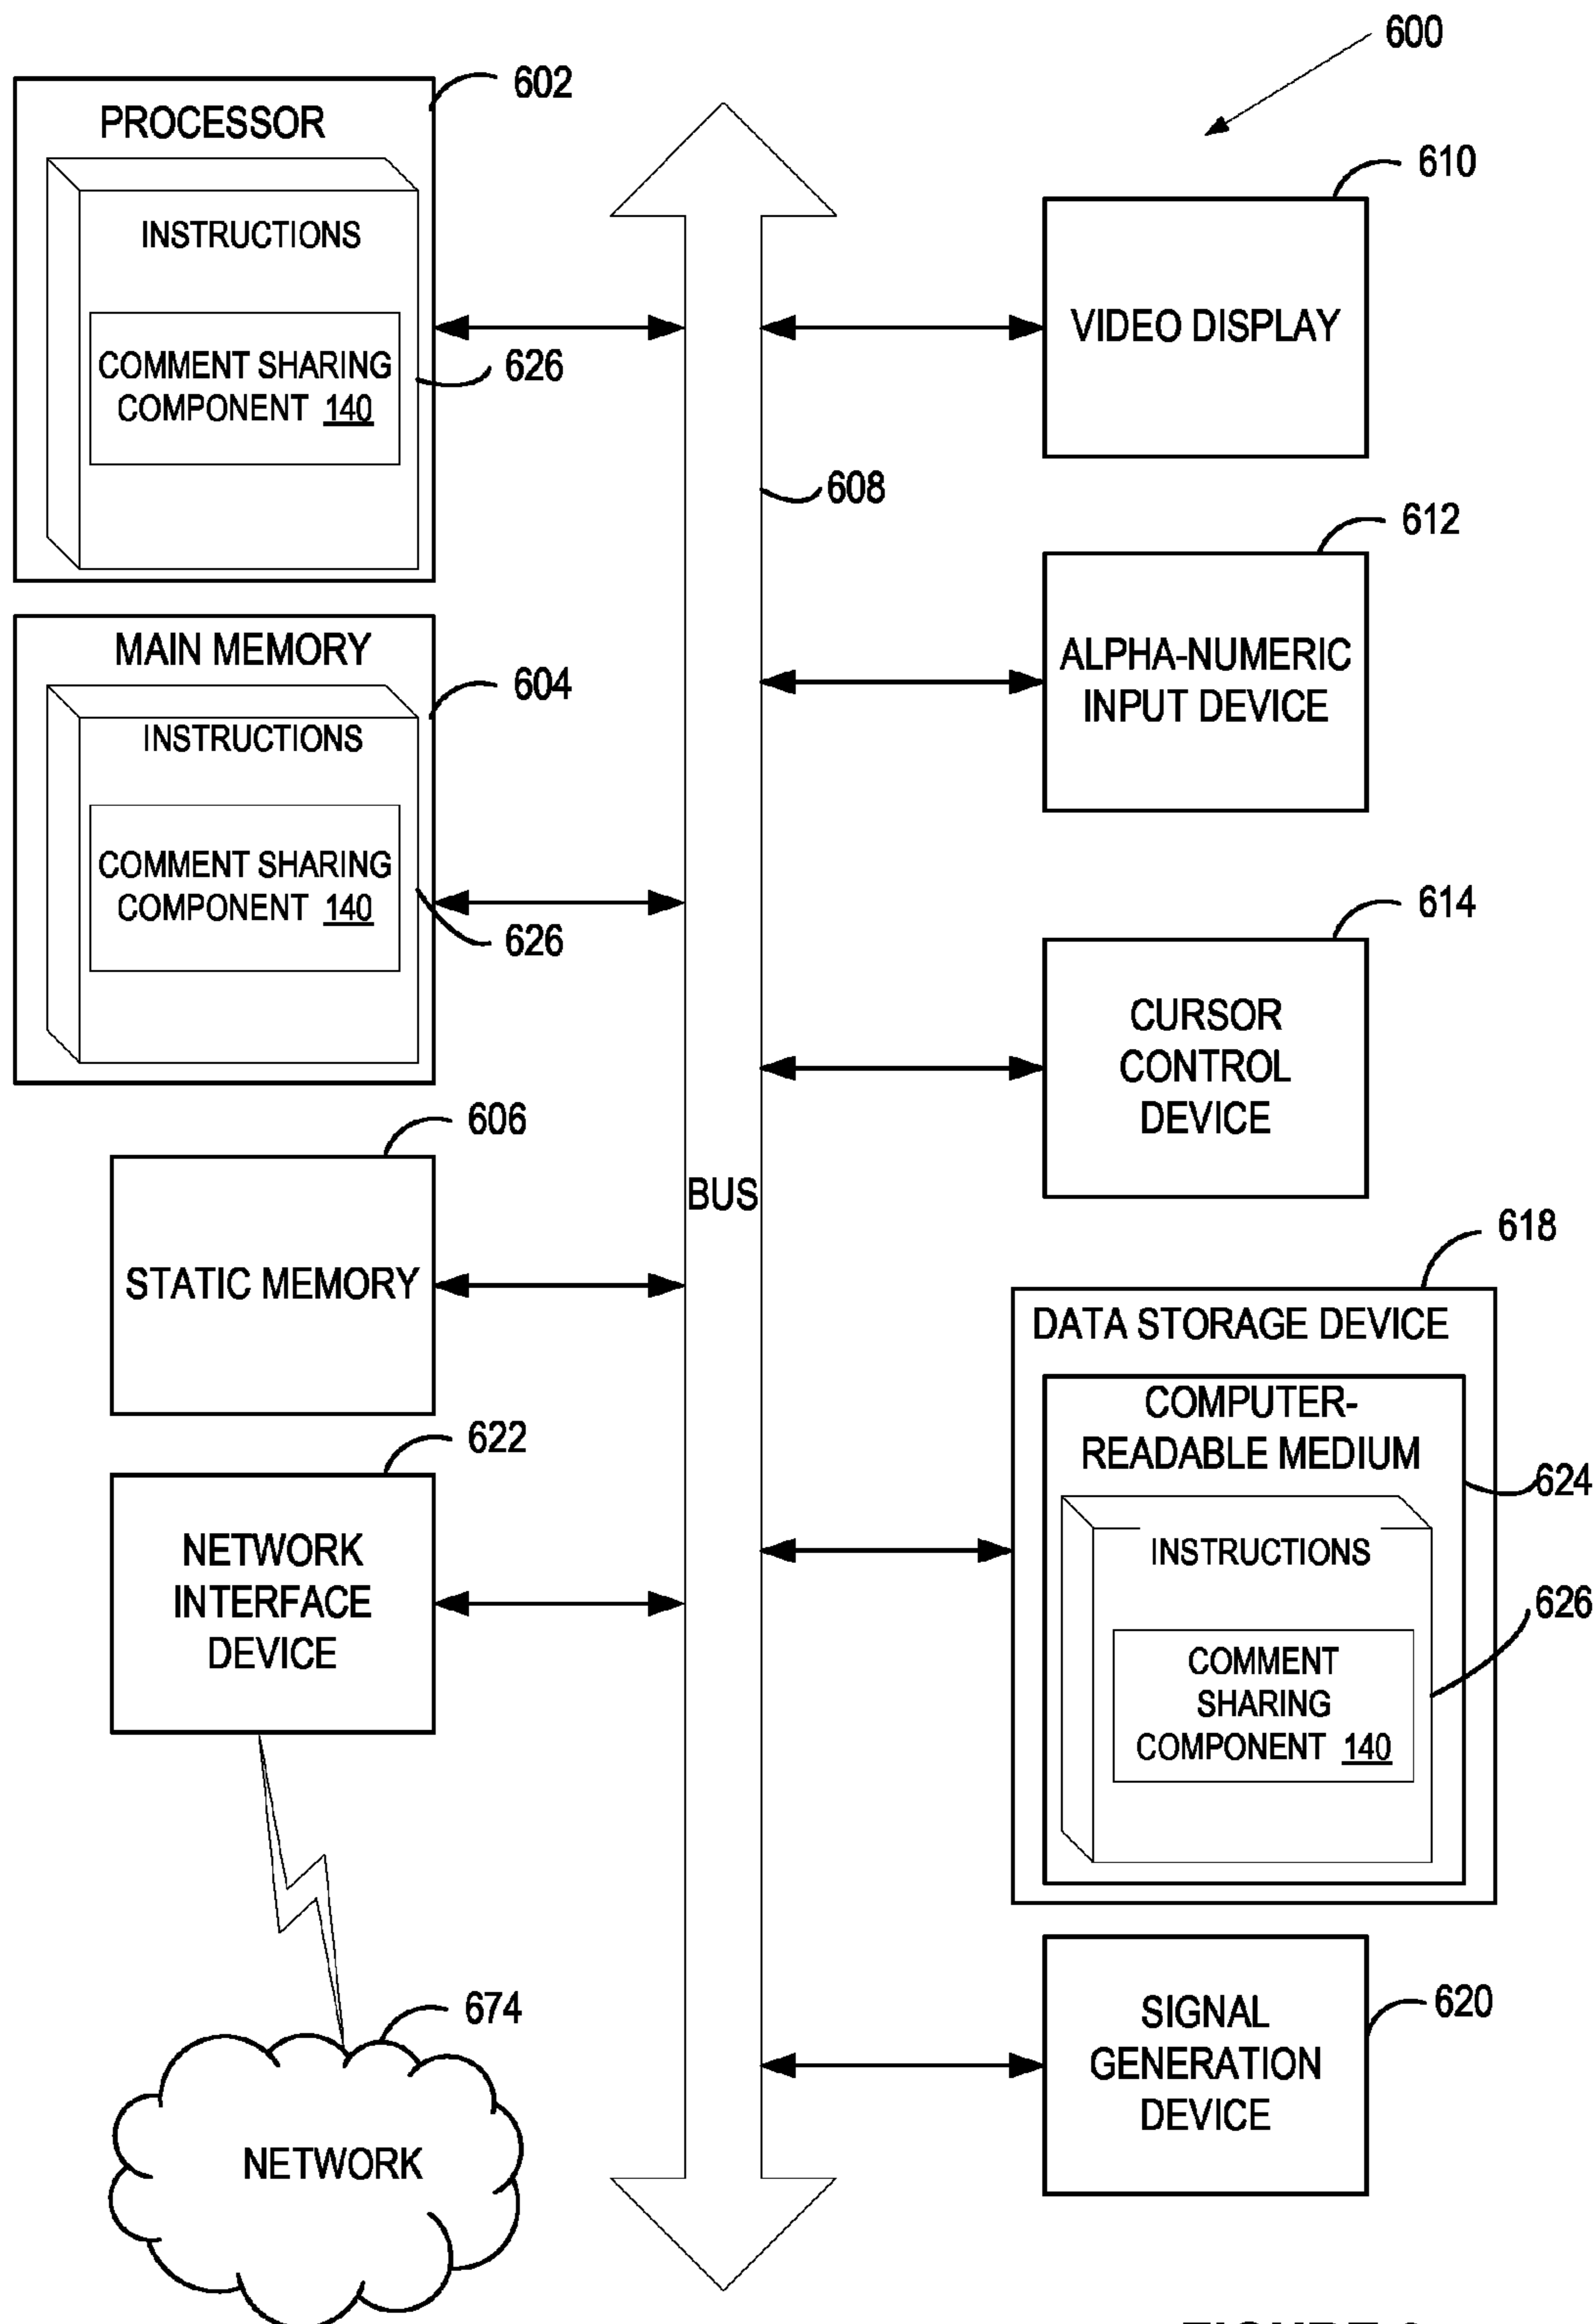 600
602
PROCESSOR
INSTRUCTIONS
COMMENT SHARING
COMPONENT 140
626
604
MAIN MEMORY
INSTRUCTIONS
COMMENT SHARING
COMPONENT 140
626
606
STATIC MEMORY
622
NETWORK
INTERFACE
DEVICE
674
NETWORK
608
BUS
610
VIDEO DISPLAY
612
ALPHA-NUMERIC
INPUT DEVICE
614
CURSOR
CONTROL
DEVICE
618
DATA STORAGE DEVICE
COMPUTER-
READABLE MEDIUM
624
INSTRUCTIONS
626
COMMENT
SHARING
COMPONENT 140
620
SIGNAL
GENERATION
DEVICE